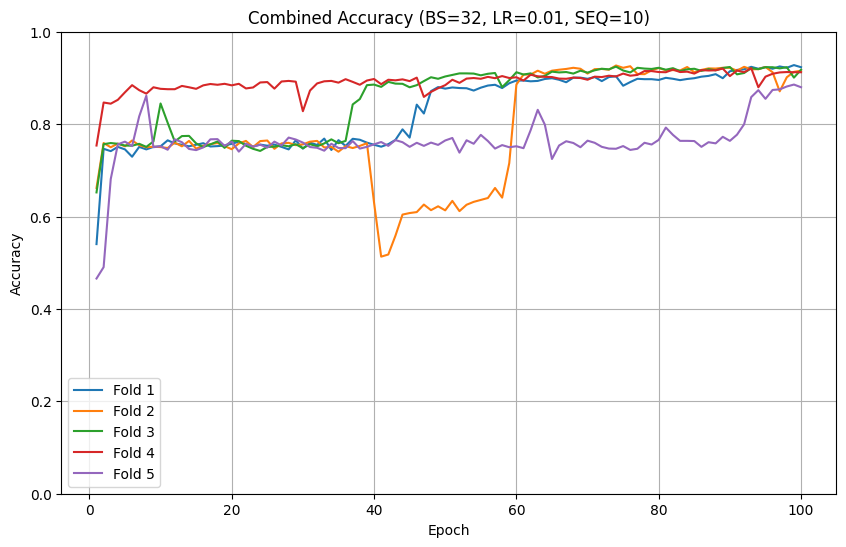 Combined Accuracy (BS=32, LR=0.01, SEQ=10)
1.0
0.8
0.6
0.4
0.2
0.0
Accuracy
Fold 1
Fold 2
Fold 3
Fold 4
Fold 5
0 20 40 60 80 100
Epoch